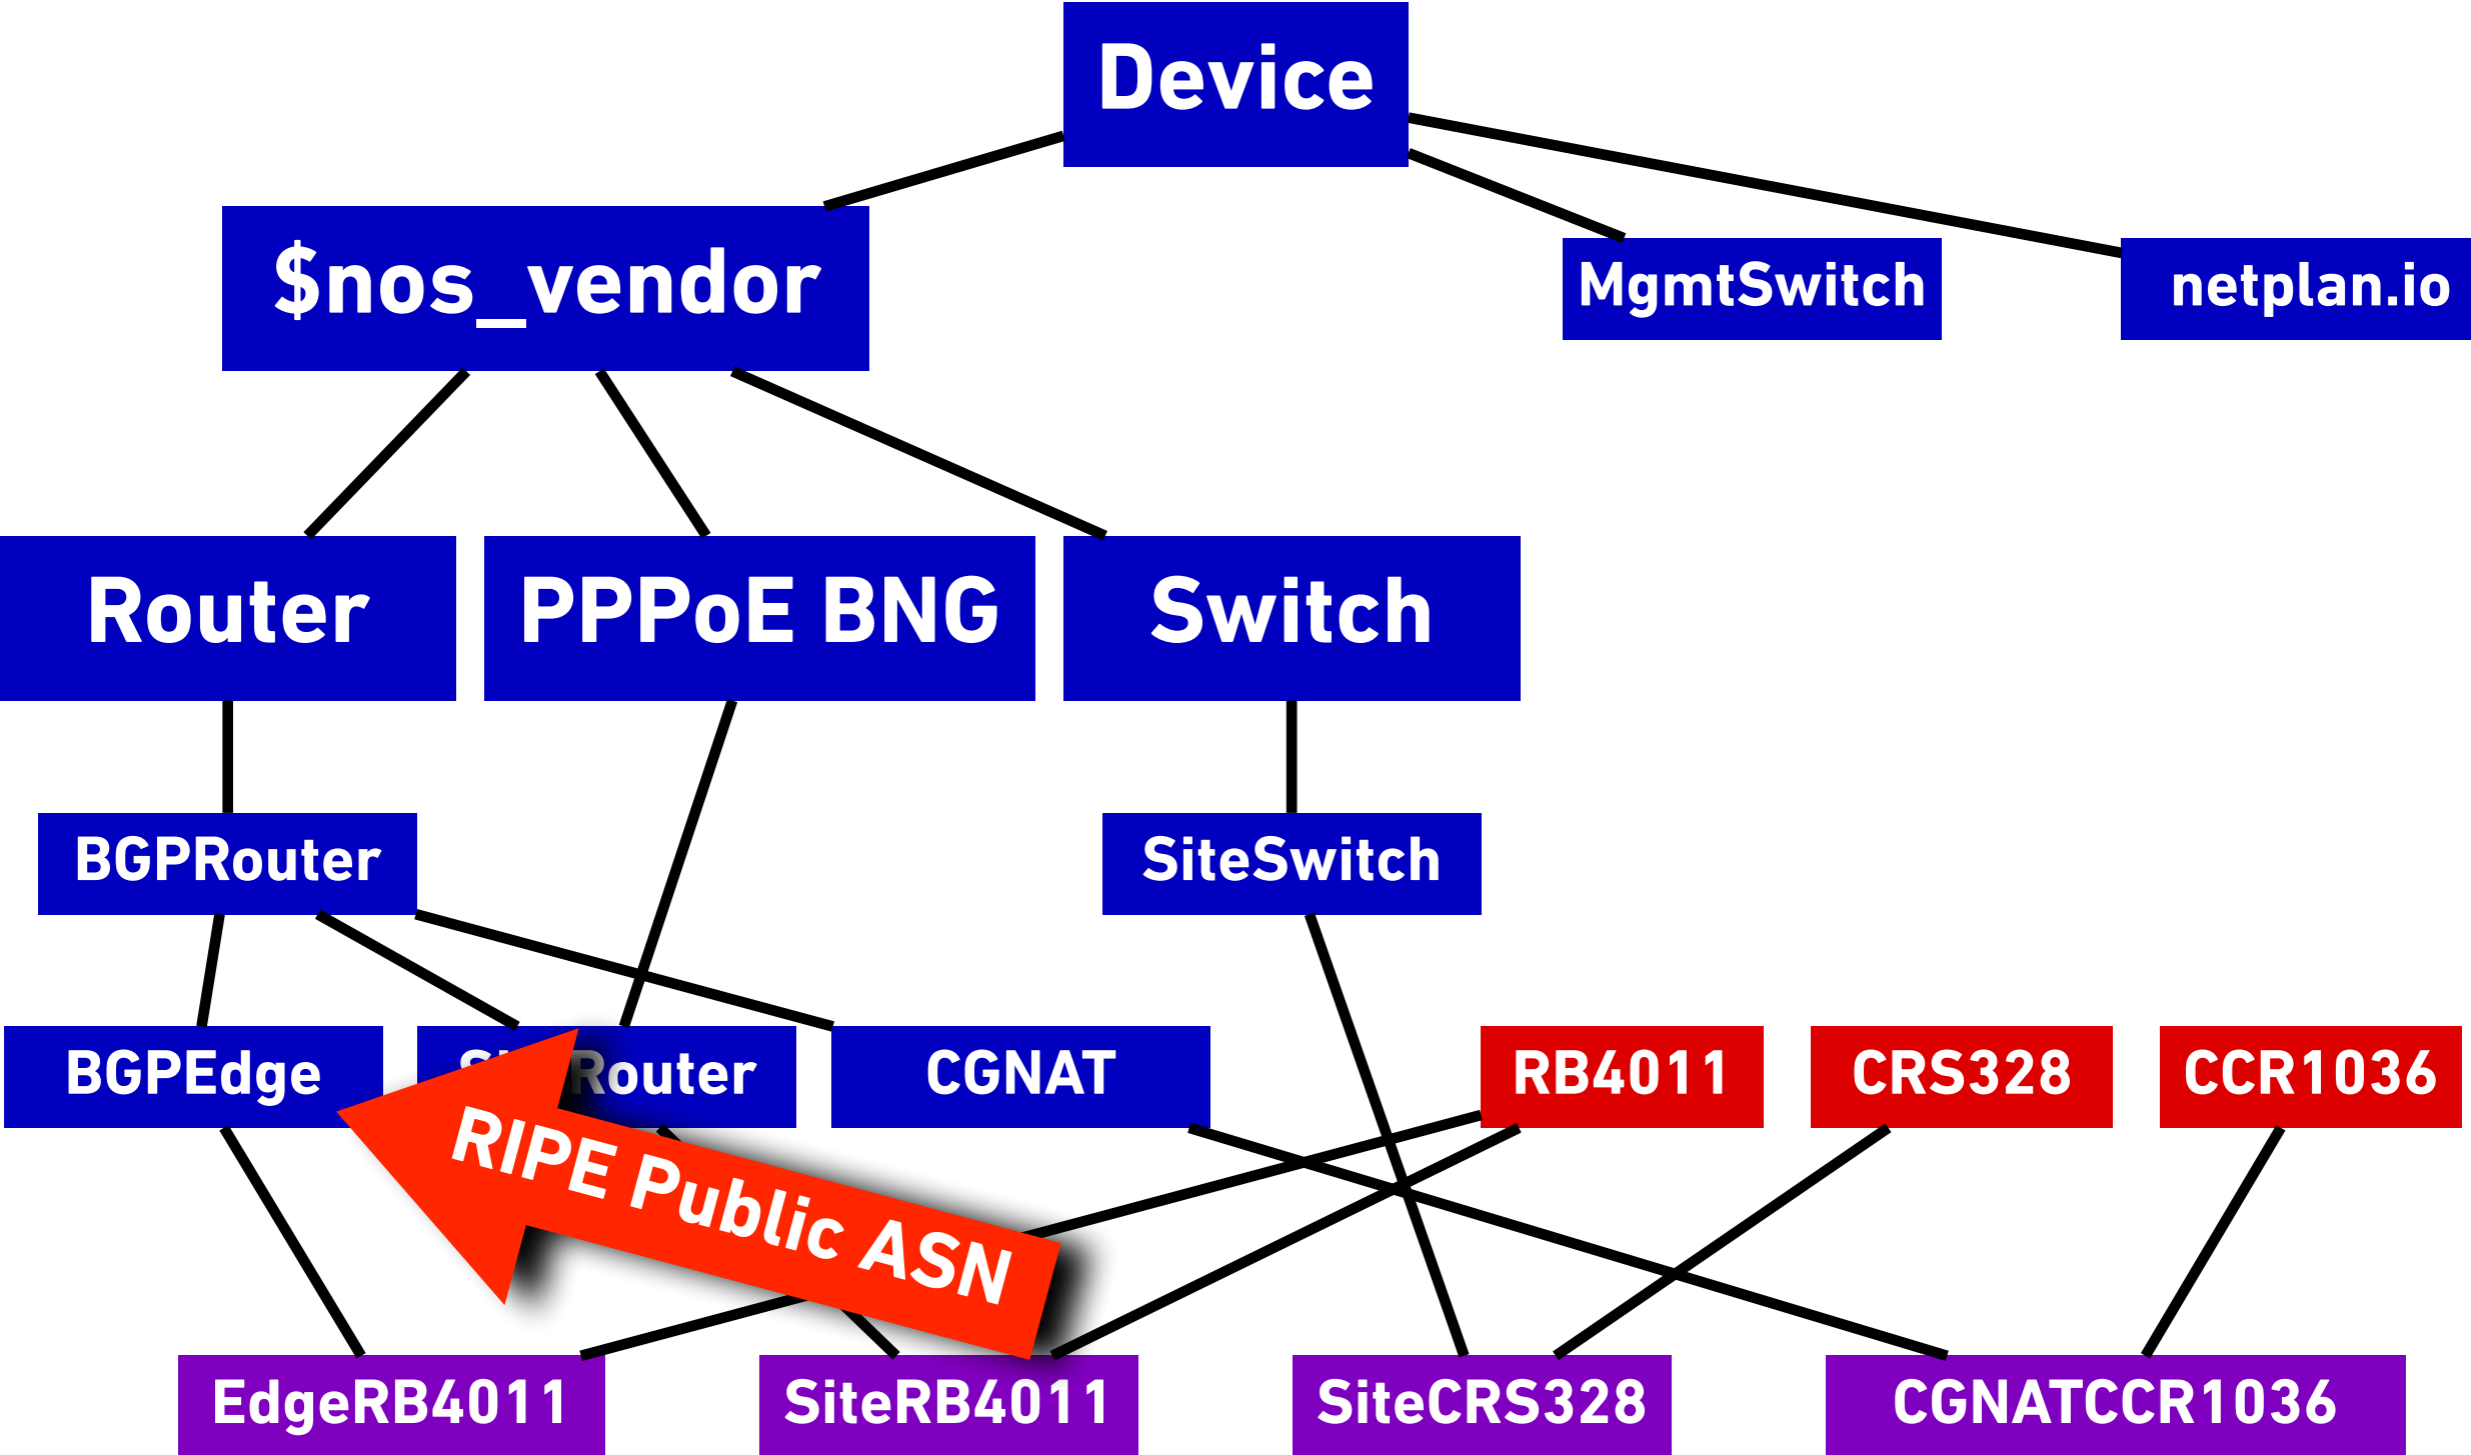 Device
$nos_vendor
MgmtSwitch
netplan.io
Router
PPPoE BNG
Switch
BGPRouter
SiteSwitch
BGPEdge
Router
CGNAT
RB4011
CRS328
CCR1036
RIPE Public ASN
EdgeRB4011
SiteRB4011
SiteCRS328
CGNATCCR1036